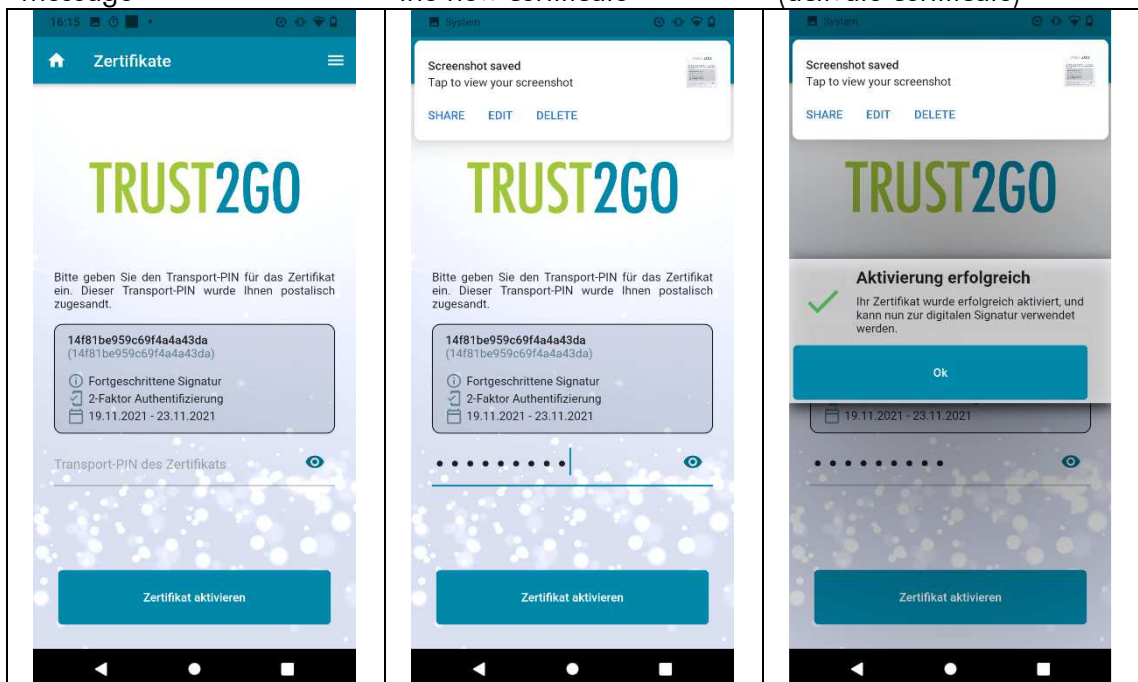 message
the new certificate
16:15
Zertifikate
TRUST2GO
Bitte geben Sie den Transport-PIN für das Zertifikat
ein. Dieser Transport-PIN wurde Ihnen postalisch
zugesandt.
14f81be959c69f4a4a43da
(14f81be959c69f4a4a43da)
Fortgeschrittene Signatur
2-Faktor Authentifizierung
19.11.2021 - 23.11.2021
Transport-PIN des Zertifikats
Zertifikat aktivieren
System
Screenshot saved
Tap to view your screenshot
SHARE EDIT DELETE
TRUST2GO
Bitte geben Sie den Transport-PIN für das Zertifikat
ein. Dieser Transport-PIN wurde Ihnen postalisch
zugesandt.
14f81be959c69f4a4a43da
(14f81be959c69f4a4a43da)
Fortgeschrittene Signatur
2-Faktor Authentifizierung
19.11.2021 - 23.11.2021
Zertifikat aktivieren
System
Screenshot saved
Tap to view your screenshot
SHARE EDIT DELETE
TRUST2GO
Aktivierung erfolgreich
Ihr Zertifikat wurde erfolgreich aktiviert, und
kann nun zur digitalen Signatur verwendet
werden.
Ok
19.11.2021 - 23.11.2021
Zertifikat aktivieren